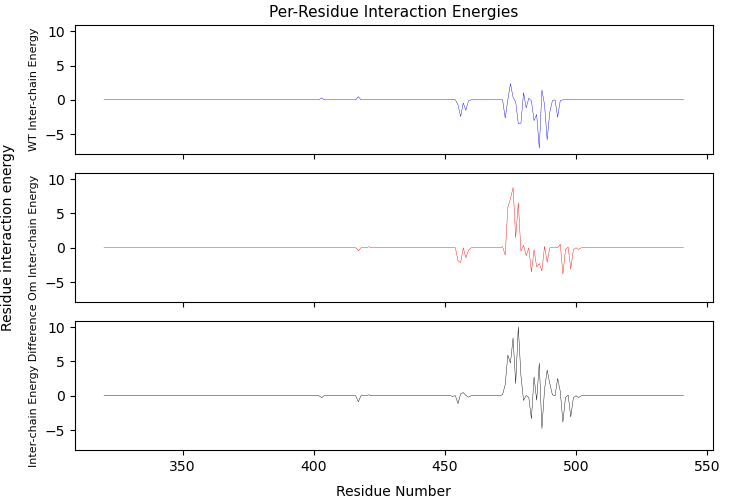 Per-Residue Interaction Energies
Residue interaction energy
WT Inter-chain Energy
10
5
0
−5
Om Inter-chain Energy
10
5
0
−5
Inter-chain Energy Difference
10
5
0
−5
350
400
450
500
550
Residue Number